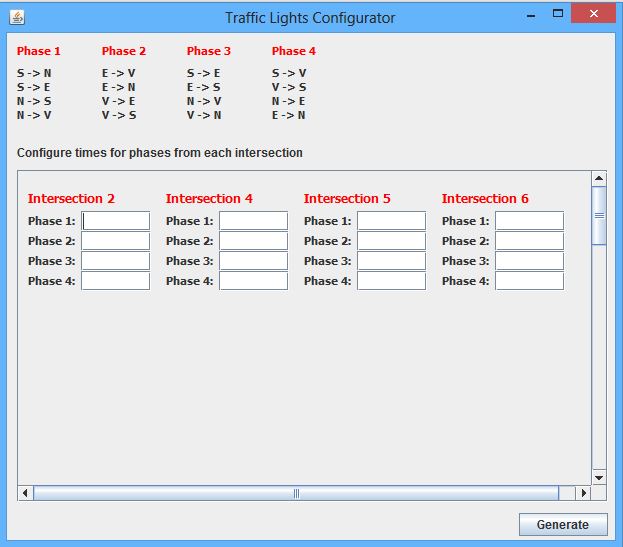 Traffic Lights Configurator
Phase 1 Phase 2 Phase 3 Phase 4
S -> N E -> V S -> E S -> V
S -> E E -> N E -> S V -> S
N -> S V -> E N -> V N -> E
N -> V V -> S V -> N E -> N
Configure times for phases from each intersection
Intersection 2 Intersection 4 Intersection 5 Intersection 6
Phase 1: Phase 1: Phase 1: Phase 1:
Phase 2: Phase 2: Phase 2: Phase 2:
Phase 3: Phase 3: Phase 3: Phase 3:
Phase 4: Phase 4: Phase 4: Phase 4:
Generate